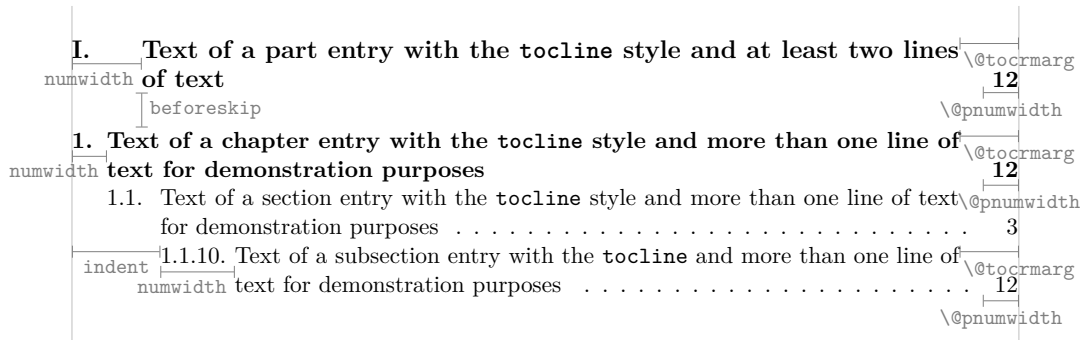 I. Text of a part entry with the tocline style and at least two lines \@tocrmarg
numwidth of text 12
beforeskip \@pnumwidth
1. Text of a chapter entry with the tocline style and more than one line of \@tocrmarg
numwidth text for demonstration purposes 12
1.1. Text of a section entry with the tocline style and more than one line of text \@pnumwidth
for demonstration purposes . . . . . . . . . . . . . . . . . . . . . . . . . . . . . 3
1.1.10. Text of a subsection entry with the tocline and more than one line of \@tocrmarg
indent
numwidth text for demonstration purposes . . . . . . . . . . . . . . . . . . . . . . 12
\@pnumwidth